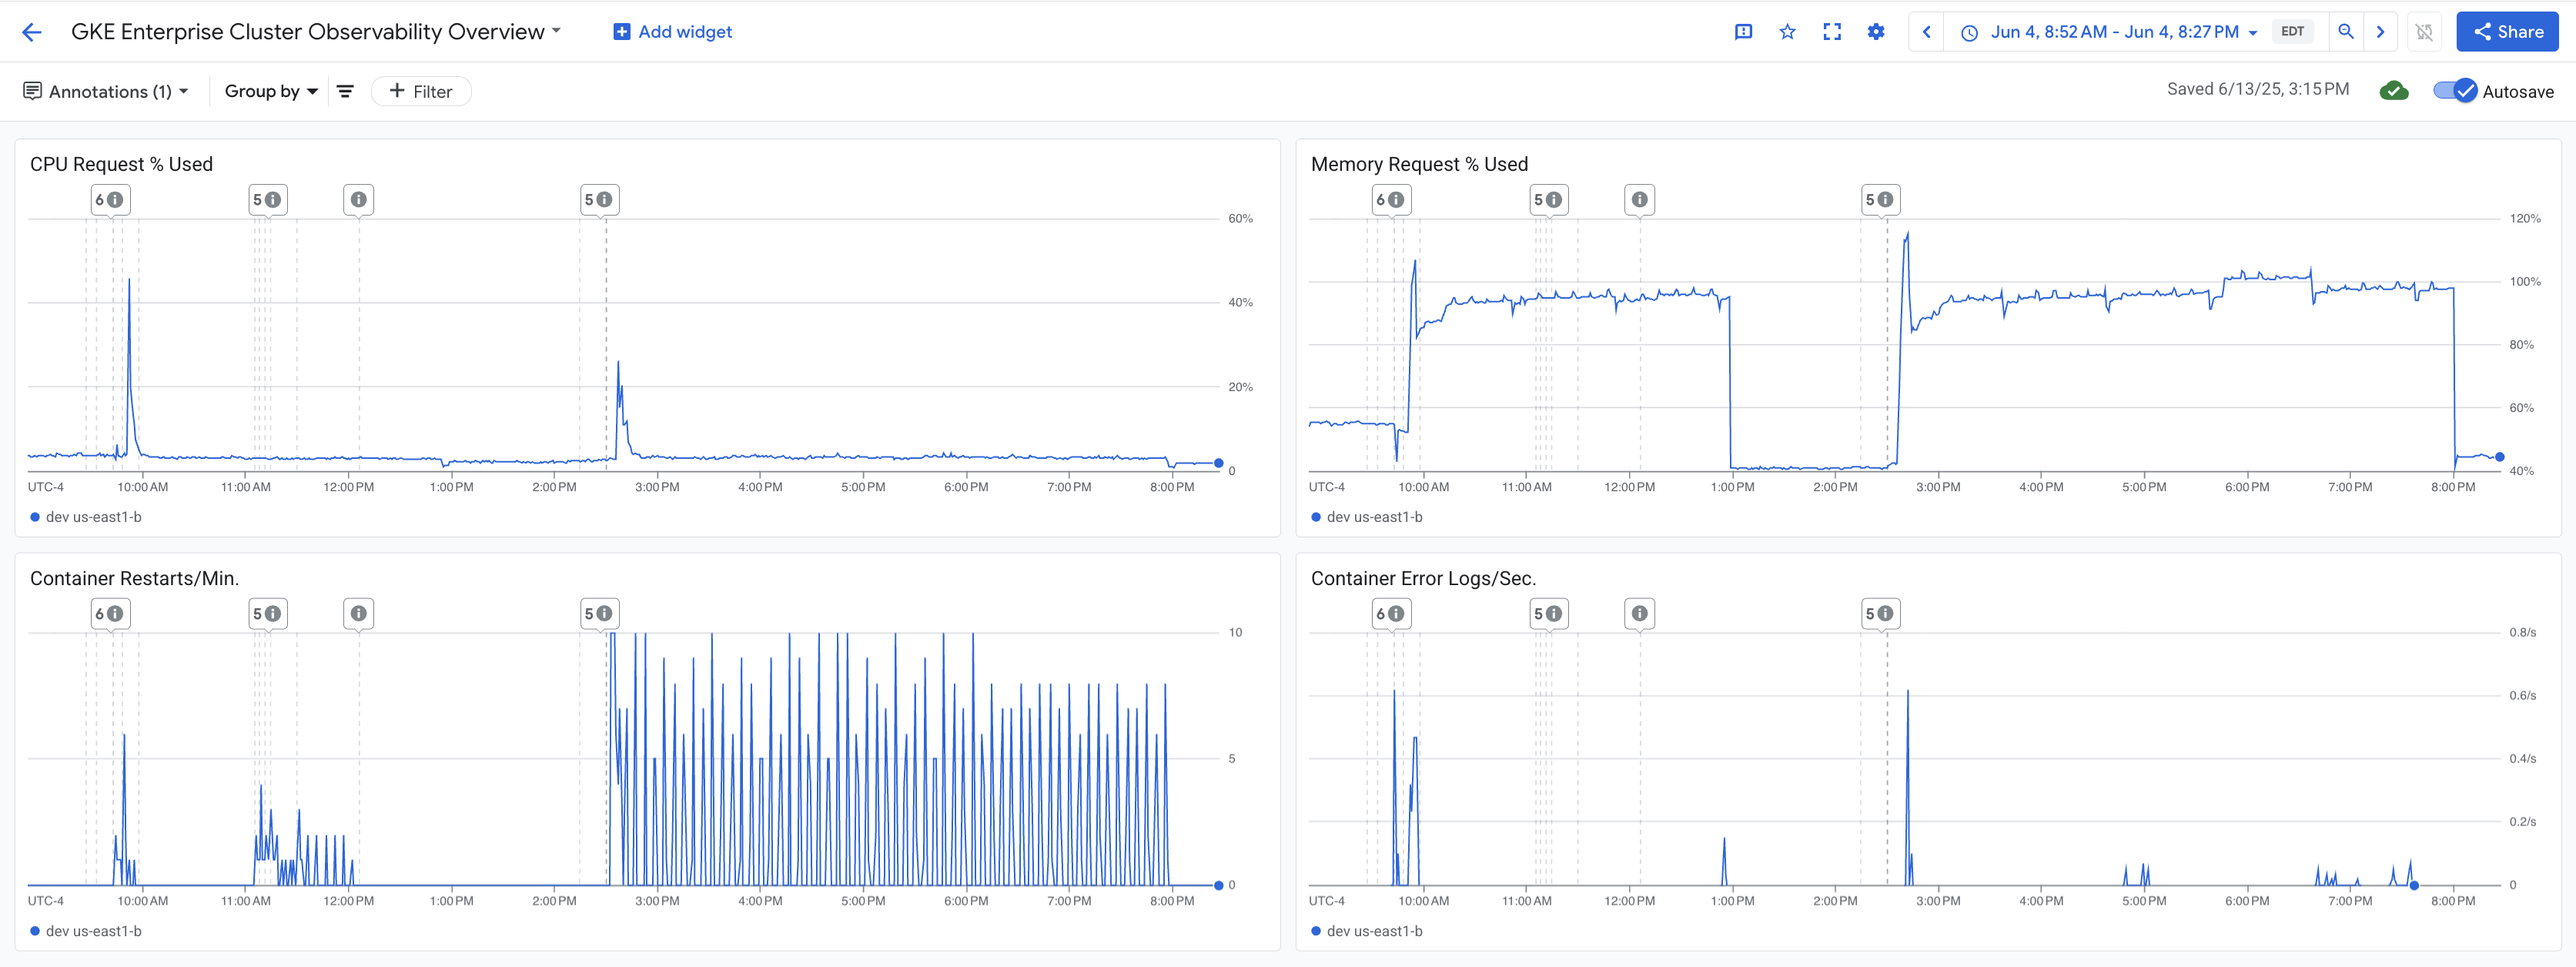 GKE Enterprise Cluster Observability Overview
Add widget
Jun 4, 8:52 AM - Jun 4, 8:27 PM
EDT
Share
Annotations (1)
Group by
Filter
Saved 6/13/25, 3:15 PM
Autosave
CPU Request % Used
6
5
5
60%
40%
20%
0
UTC-4 10:00 AM 11:00 AM 12:00 PM 1:00 PM 2:00 PM 3:00 PM 4:00 PM 5:00 PM 6:00 PM 7:00 PM 8:00 PM
dev us-east1-b
Memory Request % Used
6
5
5
120%
100%
80%
60%
40%
UTC-4 10:00 AM 11:00 AM 12:00 PM 1:00 PM 2:00 PM 3:00 PM 4:00 PM 5:00 PM 6:00 PM 7:00 PM 8:00 PM
dev us-east1-b
Container Restarts/Min.
6
5
5
10
5
0
UTC-4 10:00 AM 11:00 AM 12:00 PM 1:00 PM 2:00 PM 3:00 PM 4:00 PM 5:00 PM 6:00 PM 7:00 PM 8:00 PM
dev us-east1-b
Container Error Logs/Sec.
6
5
5
0.8/s
0.6/s
0.4/s
0.2/s
0
UTC-4 10:00 AM 11:00 AM 12:00 PM 1:00 PM 2:00 PM 3:00 PM 4:00 PM 5:00 PM 6:00 PM 7:00 PM 8:00 PM
dev us-east1-b